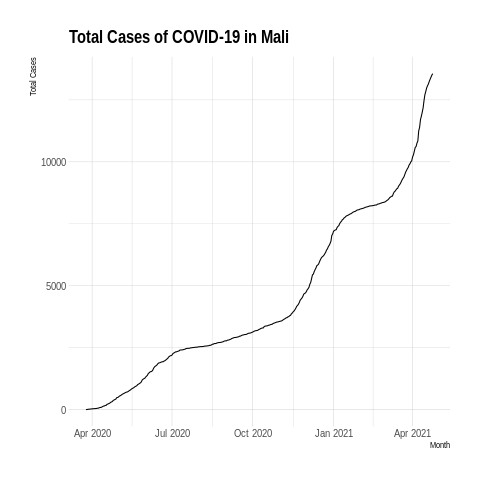 Total Cases of COVID-19 in Mali
Total Cases
10000
5000
0
Apr 2020 Jul 2020 Oct 2020 Jan 2021 Apr 2021
Month